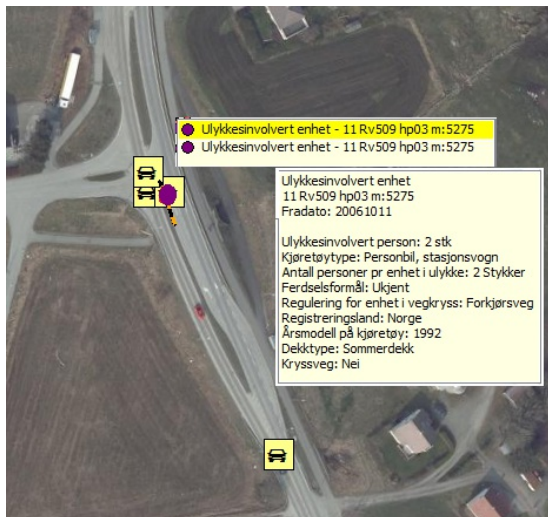 Ulykkesinvolvert enhet - 11 Rv509 hp03 m:5275
Ulykkesinvolvert enhet - 11 Rv509 hp03 m:5275
Ulykkesinvolvert enhet
11 Rv509 hp03 m:5275
Fradato: 20061011
Ulykkesinvolvert person: 2 stk
Kjøretøytype: Personbil, stasjonsvogn
Antall personer pr enhet i ulykke: 2 Stykker
Ferdselsformål: Ukjent
Regulering for enhet i vegkryss: Forkjørsveg
Registreringsland: Norge
Årsmodell på kjøretøy: 1992
Dekktype: Sommerdekk
Kryssveg: Nei